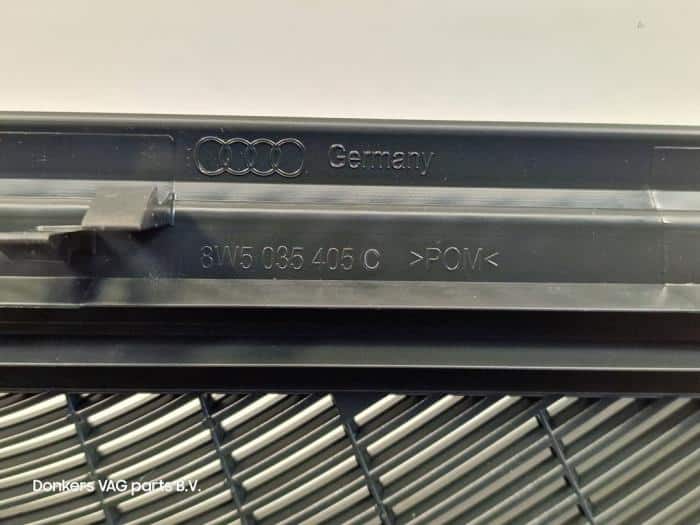 Germany
8W5 035 405 C >POM<
Donkers VAG parts B.V.